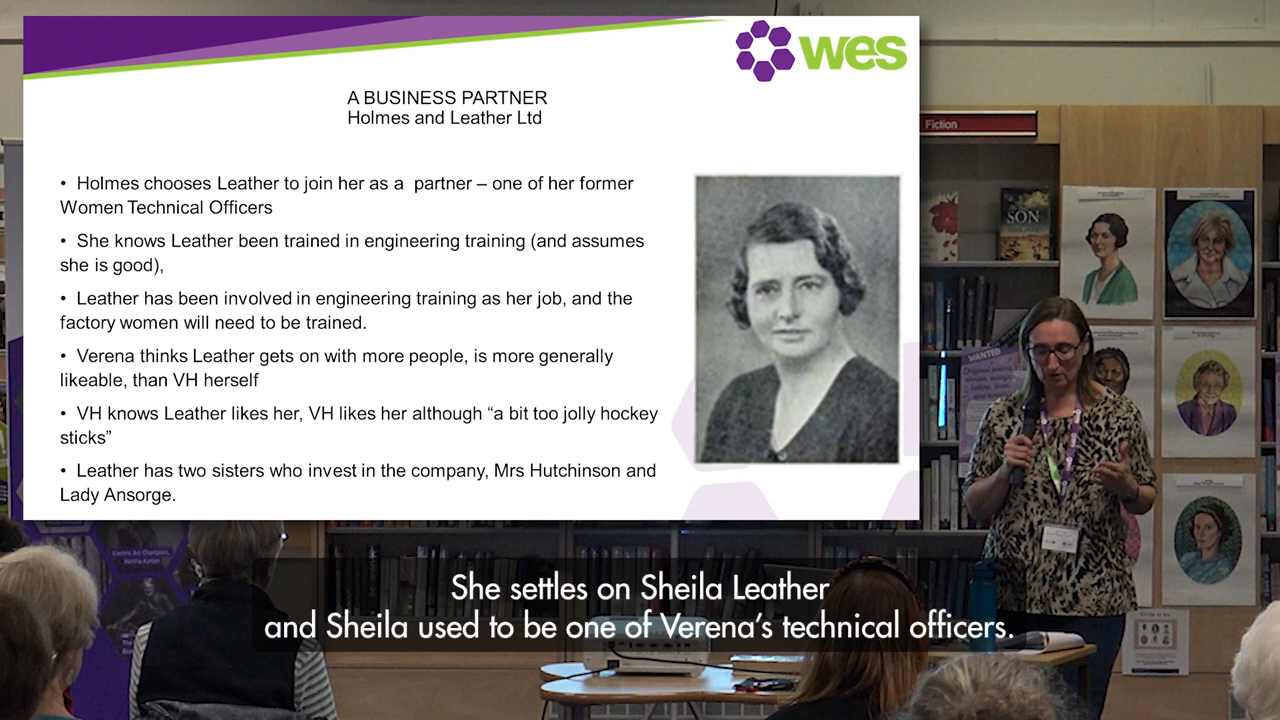 wes
A BUSINESS PARTNER
Holmes and Leather Ltd
• Holmes chooses Leather to join her as a partner – one of her former
Women Technical Officers
• She knows Leather been trained in engineering training (and assumes
she is good),
• Leather has been involved in engineering training as her job, and the
factory women will need to be trained.
• Verena thinks Leather gets on with more people, is more generally
likeable, than VH herself
• VH knows Leather likes her, VH likes her although “a bit too jolly hockey
sticks”
• Leather has two sisters who invest in the company, Mrs Hutchinson and
Lady Ansorge.
Fiction
SON
WANTED
She settles on Sheila Leather
and Sheila used to be one of Verena’s technical officers.